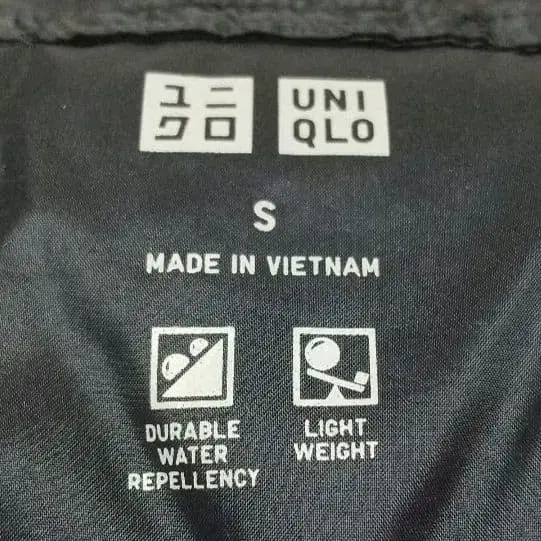 ユニ
クロ
UNI
QLO
S
MADE IN VIETNAM
DURABLE
WATER
REPELLENCY
LIGHT
WEIGHT